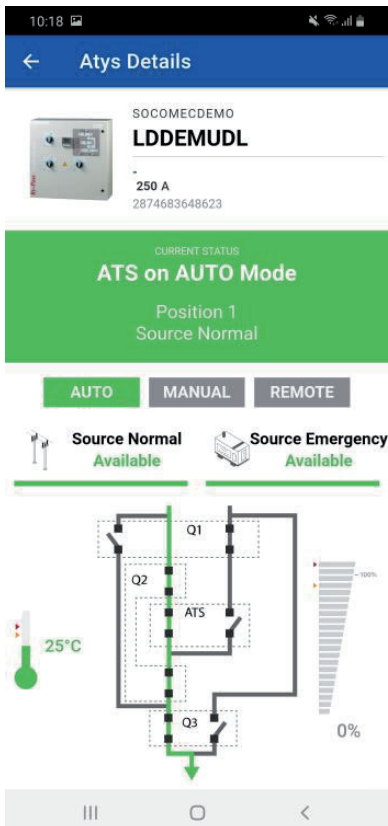 10:18
Atys Details
SOCOMECDEMO
LDDEMUDL
-
250 A
2874683648623
CURRENT STATUS
ATS on AUTO Mode
Position 1
Source Normal
AUTO MANUAL REMOTE
Source Normal Source Emergency
Available Available
Q1
100%
Q2
ATS
25°C
Q3
0%